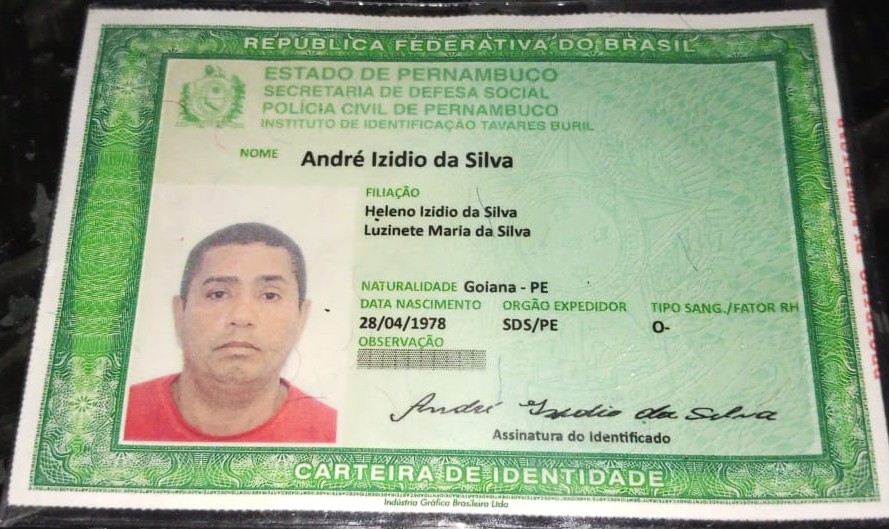 REPÚBLICA FEDERATIVA DO BRASIL
ESTADO DE PERNAMBUCO
SECRETARIA DE DEFESA SOCIAL
POLÍCIA CIVIL DE PERNAMBUCO
INSTITUTO DE IDENTIFICAÇÃO TAVARES BURIL
NOME André Izidio da Silva
FILIAÇÃO
Heleno Izidio da Silva
Luzinete Maria da Silva
NATURALIDADE Goiana - PE
DATA NASCIMENTO ORGÃO EXPEDIDOR TIPO SANG./FATOR RH
28/04/1978 SDS/PE O-
OBSERVAÇÃO
André Izidio da Silva
Assinatura do Identificado
CARTEIRA DE IDENTIDADE
Indústria Gráfica Brasileira Ltda
PROIBIDO PLASTIFICAR